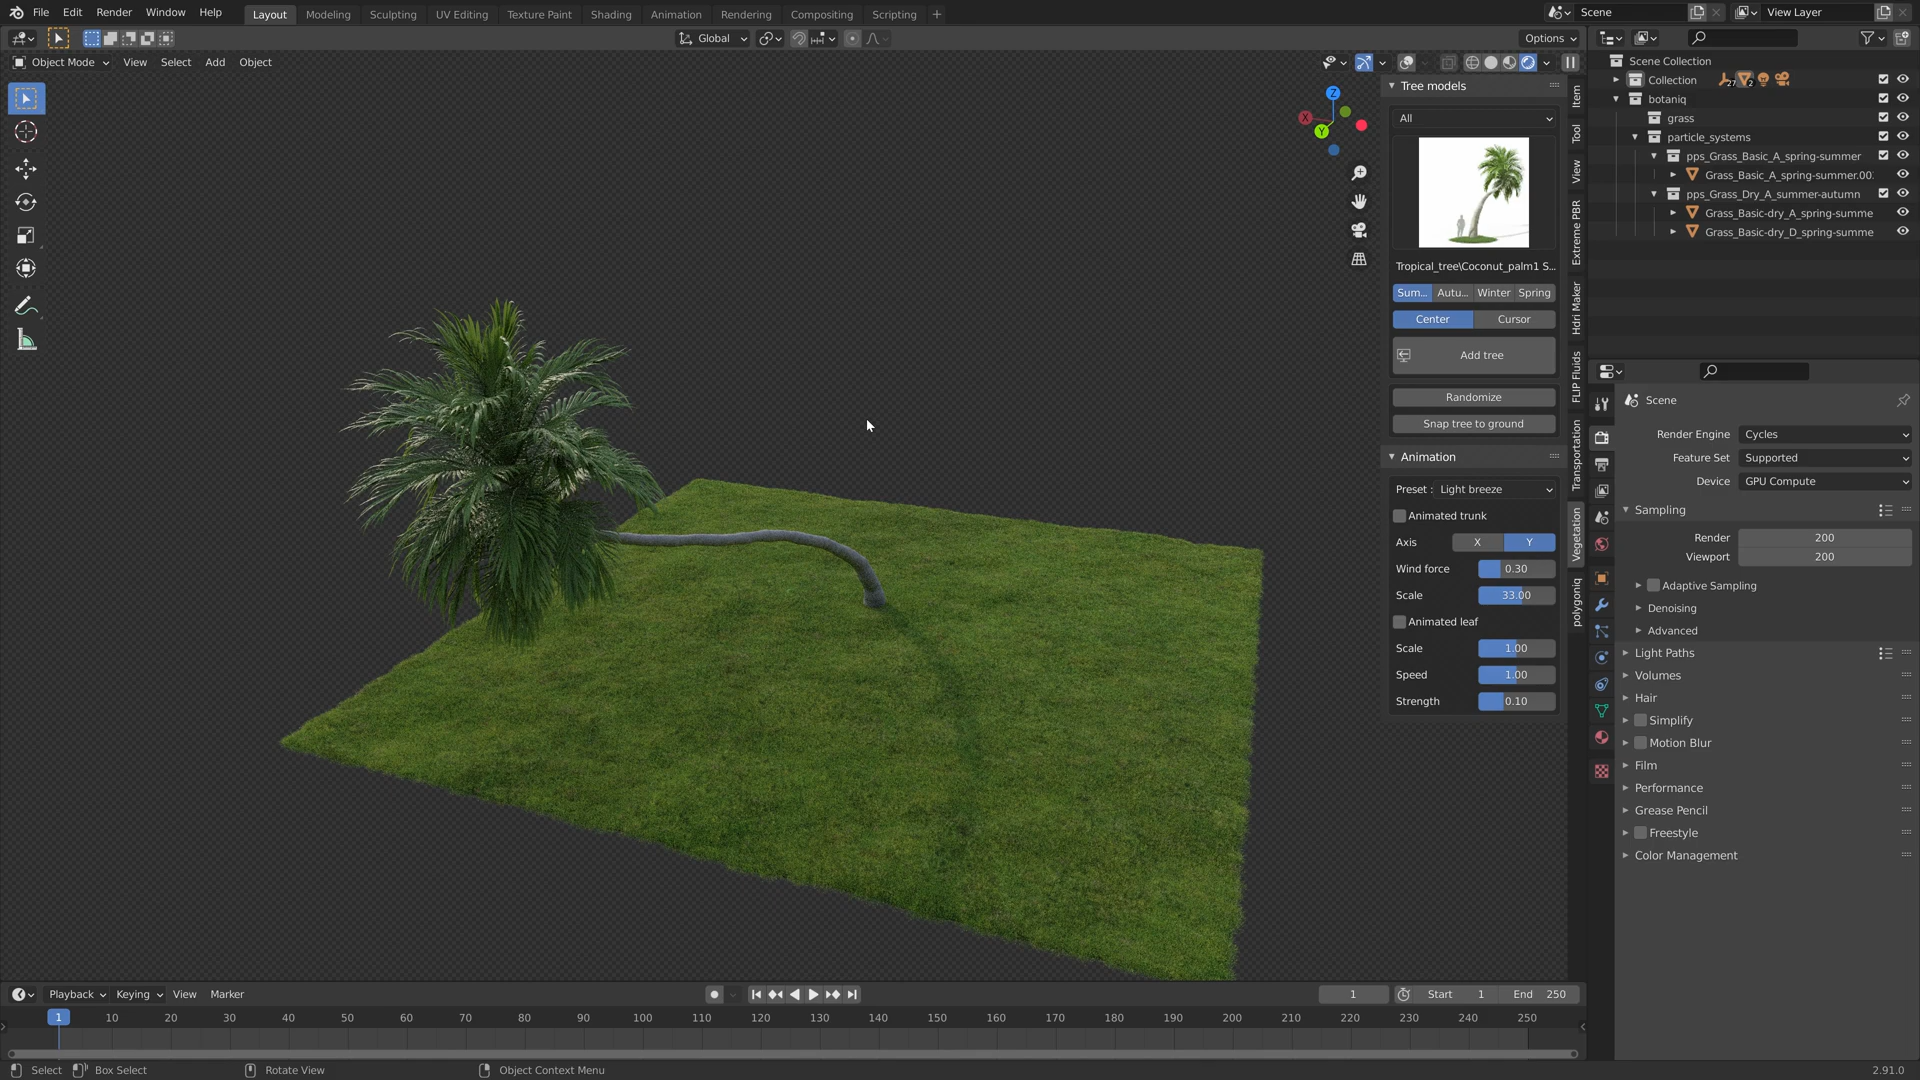 File Edit Render Window Help Layout Modeling Sculpting UV Editing Texture Paint Shading Animation Rendering Compositing Scripting + Scene View Layer
Global Options
Object Mode View Select Add Object
Z
X
Y
Tree models
All
Tropical_tree\Coconut_palm1 S...
Sum... Autu... Winter Spring
Center Cursor
Add tree
Randomize
Snap tree to ground
Animation
Preset : Light breeze
Animated trunk
Axis X Y
Wind force 0.30
Scale 33.00
Animated leaf
Scale 1.00
Speed 1.00
Strength 0.10
Item
Tool
View
Extreme PBR
Hdri Maker
FLIP Fluids
Transportation
Vegetation
polygoniq
Scene Collection
Collection 27 2
botaniq
grass
particle_systems
pps_Grass_Basic_A_spring-summer
Grass_Basic_A_spring-summer.00
pps_Grass_Dry_A_summer-autumn
Grass_Basic-dry_A_spring-summe
Grass_Basic-dry_D_spring-summe
Scene
Render Engine Cycles
Feature Set Supported
Device GPU Compute
Sampling
Render 200
Viewport 200
Adaptive Sampling
Denoising
Advanced
Light Paths
Volumes
Hair
Simplify
Motion Blur
Film
Performance
Grease Pencil
Freestyle
Color Management
Playback Keying View Marker 1 Start 1 End 250
1 10 20 30 40 50 60 70 80 90 100 110 120 130 140 150 160 170 180 190 200 210 220 230 240 250
Select Box Select Rotate View Object Context Menu 2.91.0